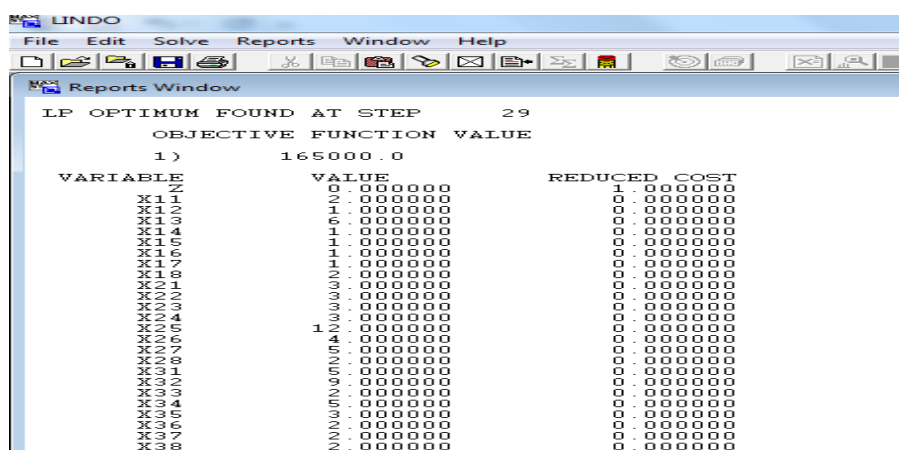 LINDO
File Edit Solve Reports Window Help
Reports Window
LP OPTIMUM FOUND AT STEP 29
OBJECTIVE FUNCTION VALUE
1) 165000.0
VARIABLE VALUE REDUCED COST
Z 0.000000 1.000000
X11 2.000000 0.000000
X12 1.000000 0.000000
X13 6.000000 0.000000
X14 1.000000 0.000000
X15 1.000000 0.000000
X16 1.000000 0.000000
X17 1.000000 0.000000
X18 2.000000 0.000000
X21 3.000000 0.000000
X22 3.000000 0.000000
X23 3.000000 0.000000
X24 3.000000 0.000000
X25 12.000000 0.000000
X26 4.000000 0.000000
X27 5.000000 0.000000
X28 2.000000 0.000000
X31 5.000000 0.000000
X32 9.000000 0.000000
X33 2.000000 0.000000
X34 5.000000 0.000000
X35 3.000000 0.000000
X36 2.000000 0.000000
X37 2.000000 0.000000
X38 2.000000 0.000000